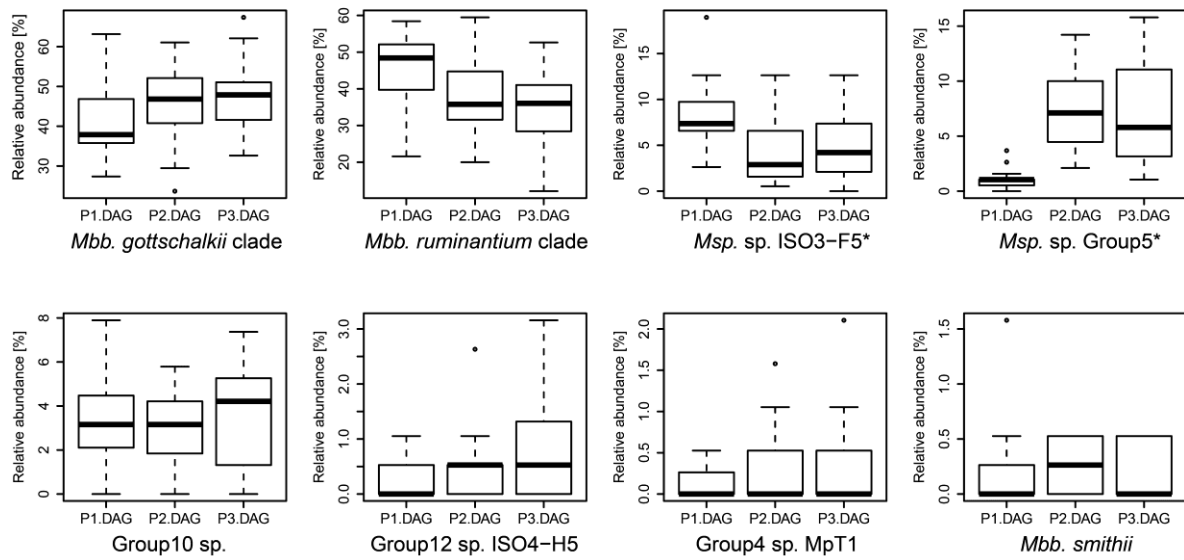 Relative abundance [%]
60
50
40
30
P1.DAG P2.DAG P3.DAG
Mbb. gottschalkii clade
Relative abundance [%]
60
50
40
30
20
P1.DAG P2.DAG P3.DAG
Mbb. ruminantium clade
Relative abundance [%]
15
10
5
0
P1.DAG P2.DAG P3.DAG
Msp. sp. ISO3−F5*
Relative abundance [%]
15
10
5
0
P1.DAG P2.DAG P3.DAG
Msp. sp. Group5*
Relative abundance [%]
8
6
4
2
0
P1.DAG P2.DAG P3.DAG
Group10 sp.
Relative abundance [%]
3.0
2.0
1.0
0.0
P1.DAG P2.DAG P3.DAG
Group12 sp. ISO4−H5
Relative abundance [%]
2.0
1.5
1.0
0.5
0.0
P1.DAG P2.DAG P3.DAG
Group4 sp. MpT1
Relative abundance [%]
1.5
1.0
0.5
0.0
P1.DAG P2.DAG P3.DAG
Mbb. smithii